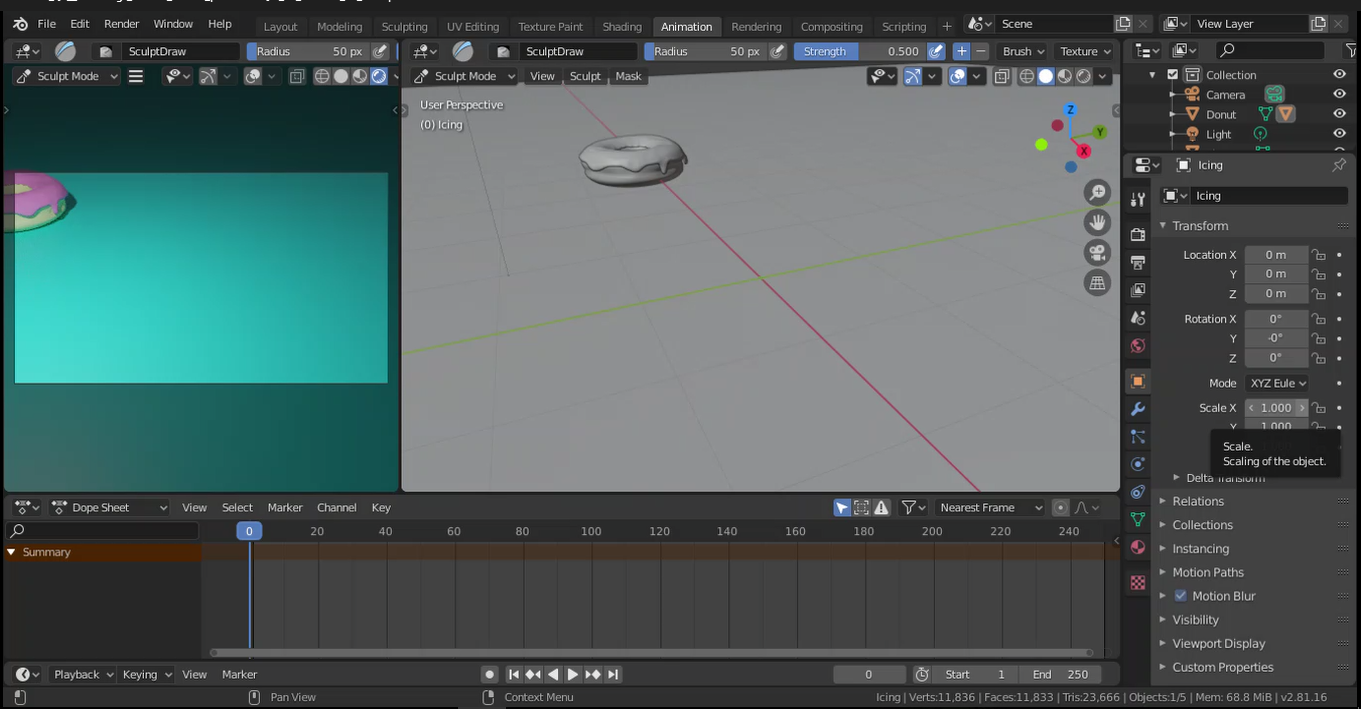 File Edit Render Window Help Layout Modeling Sculpting UV Editing Texture Paint Shading Animation Rendering Compositing Scripting + Scene View Layer
SculptDraw Radius 50 px SculptDraw Radius 50 px Strength 0.500 Brush Texture
Sculpt Mode Sculpt Mode View Sculpt Mask
Collection
Camera
Donut
Light
User Perspective
(0) Icing
Z
Y
X
Icing
Icing
Transform
Location X 0 m
Y 0 m
Z 0 m
Rotation X 0°
Y -0°
Z 0°
Mode XYZ Eule
Scale X 1.000
Y 1.000
Scale.
Scaling of the object.
Delta Transform
Relations
Collections
Instancing
Motion Paths
Motion Blur
Visibility
Viewport Display
Custom Properties
Dope Sheet View Select Marker Channel Key Nearest Frame
0 20 40 60 80 100 120 140 160 180 200 220 240
Summary
Playback Keying View Marker 0 Start 1 End 250
Pan View Context Menu Icing | Verts:11,836 | Faces:11,833 | Tris:23,666 | Objects:1/5 | Mem: 68.8 MiB | v2.81.16